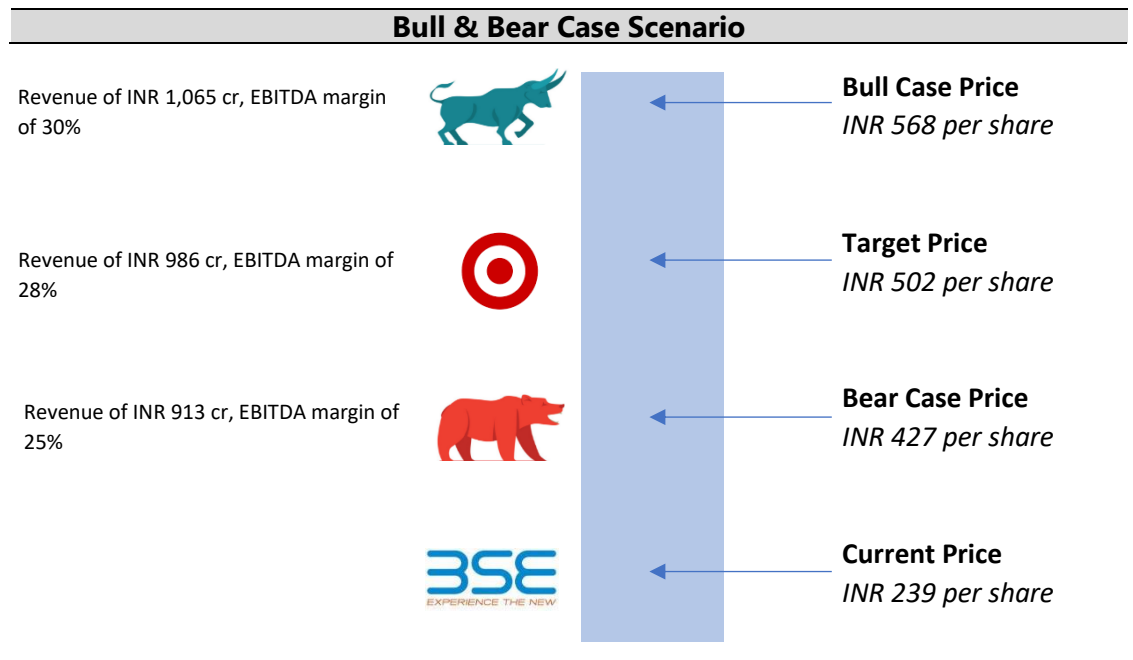 Bull & Bear Case Scenario
Revenue of INR 1,065 cr, EBITDA margin
of 30%
Bull Case Price
INR 568 per share
Revenue of INR 986 cr, EBITDA margin of
28%
Target Price
INR 502 per share
Revenue of INR 913 cr, EBITDA margin of
25%
Bear Case Price
INR 427 per share
BSE
EXPERIENCE THE NEW
Current Price
INR 239 per share